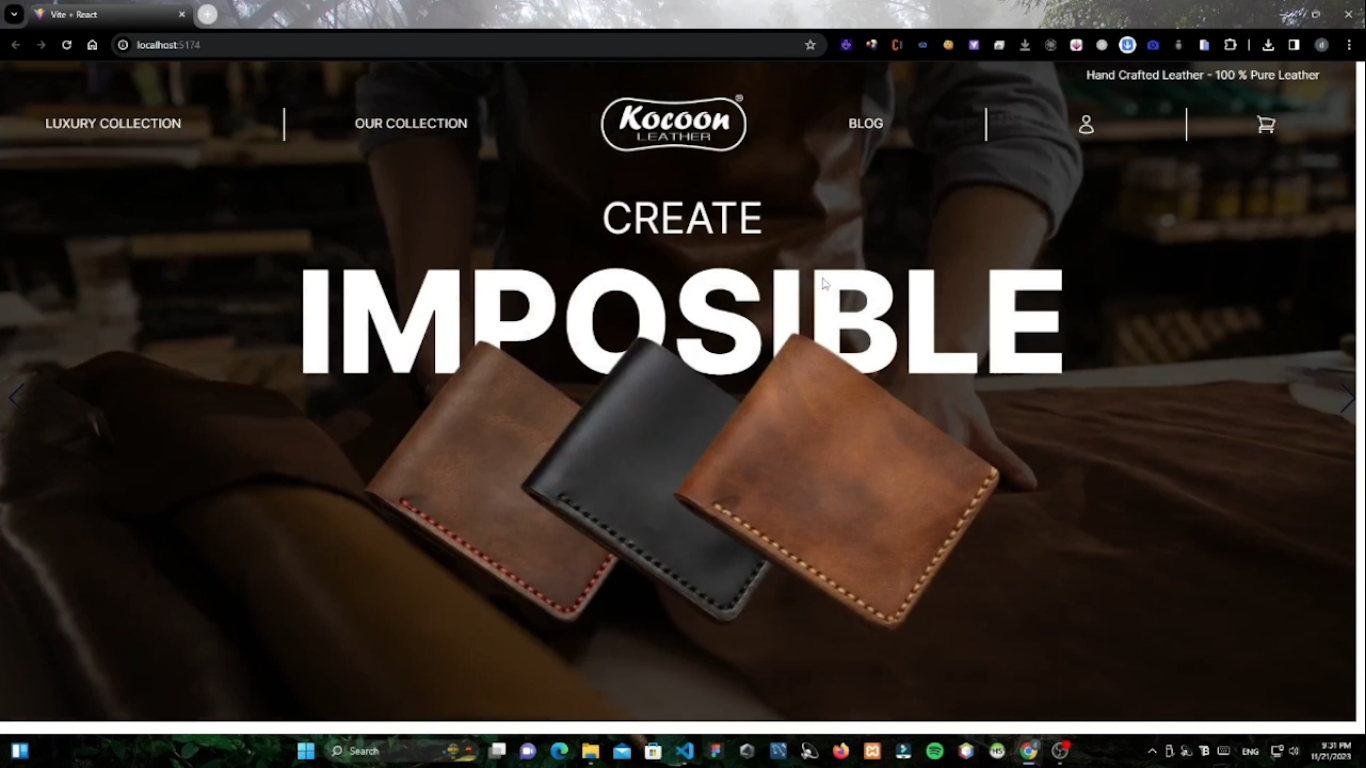 Vite + React
localhost:5174
Hand Crafted Leather - 100 % Pure Leather
LUXURY COLLECTION
OUR COLLECTION
Kocoon®
LEATHER
BLOG
CREATE
IMPOSIBLE
Search
ENG
9:31 PM
11/21/2023